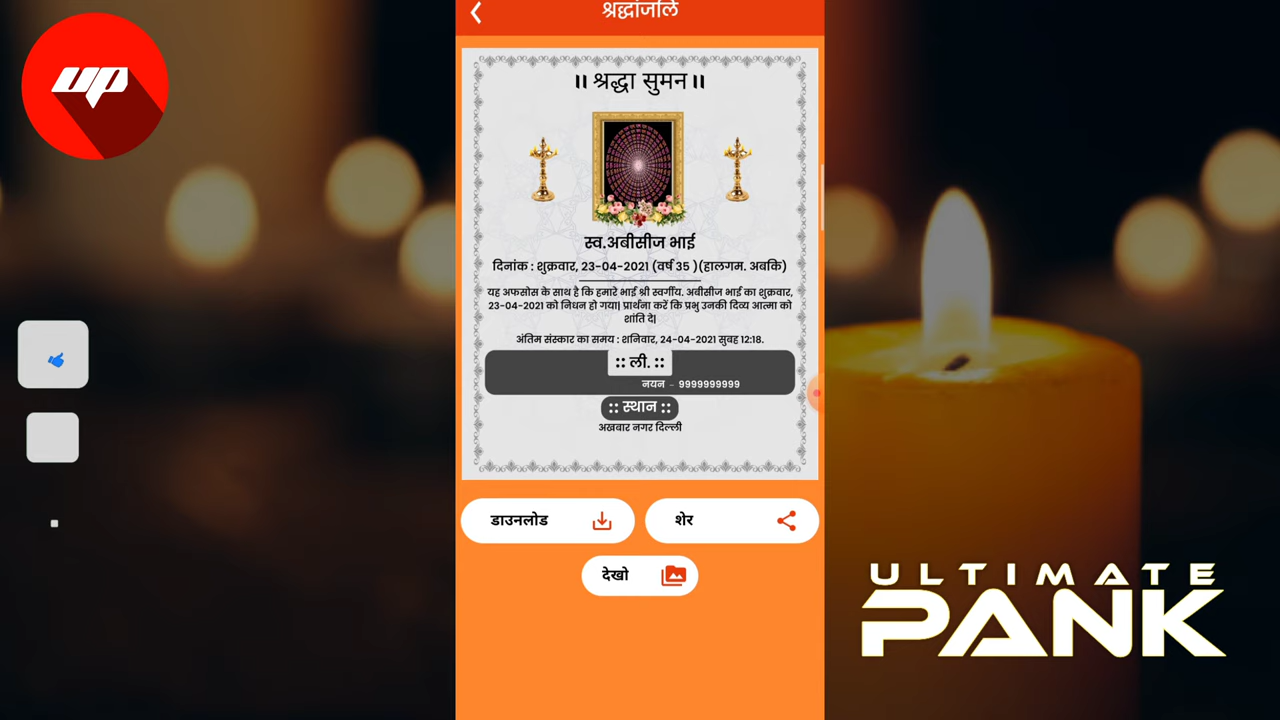 UP
श्रद्धांजलि
॥ श्रद्धा सुमन ॥
स्व.अबीसीज भाई
दिनांक : शुक्रवार, 23-04-2021 (वर्ष 35 )(हालगम. अबकि)
यह अफसोस के साथ है कि हमारे भाई श्री स्वर्गीय. अबीसीज भाई का शुक्रवार,
23-04-2021 को निधन हो गया| प्रार्थना करें कि प्रभु उनकी दिव्य आत्मा को
शांति दे|
अंतिम संस्कार का समय : शनिवार, 24-04-2021 सुबह 12:18.
:: ली. ::
नयन - 9999999999
:: स्थान ::
अखबार नगर दिल्ली
डाउनलोड
शेर
देखो
ULTIMATE
PANK